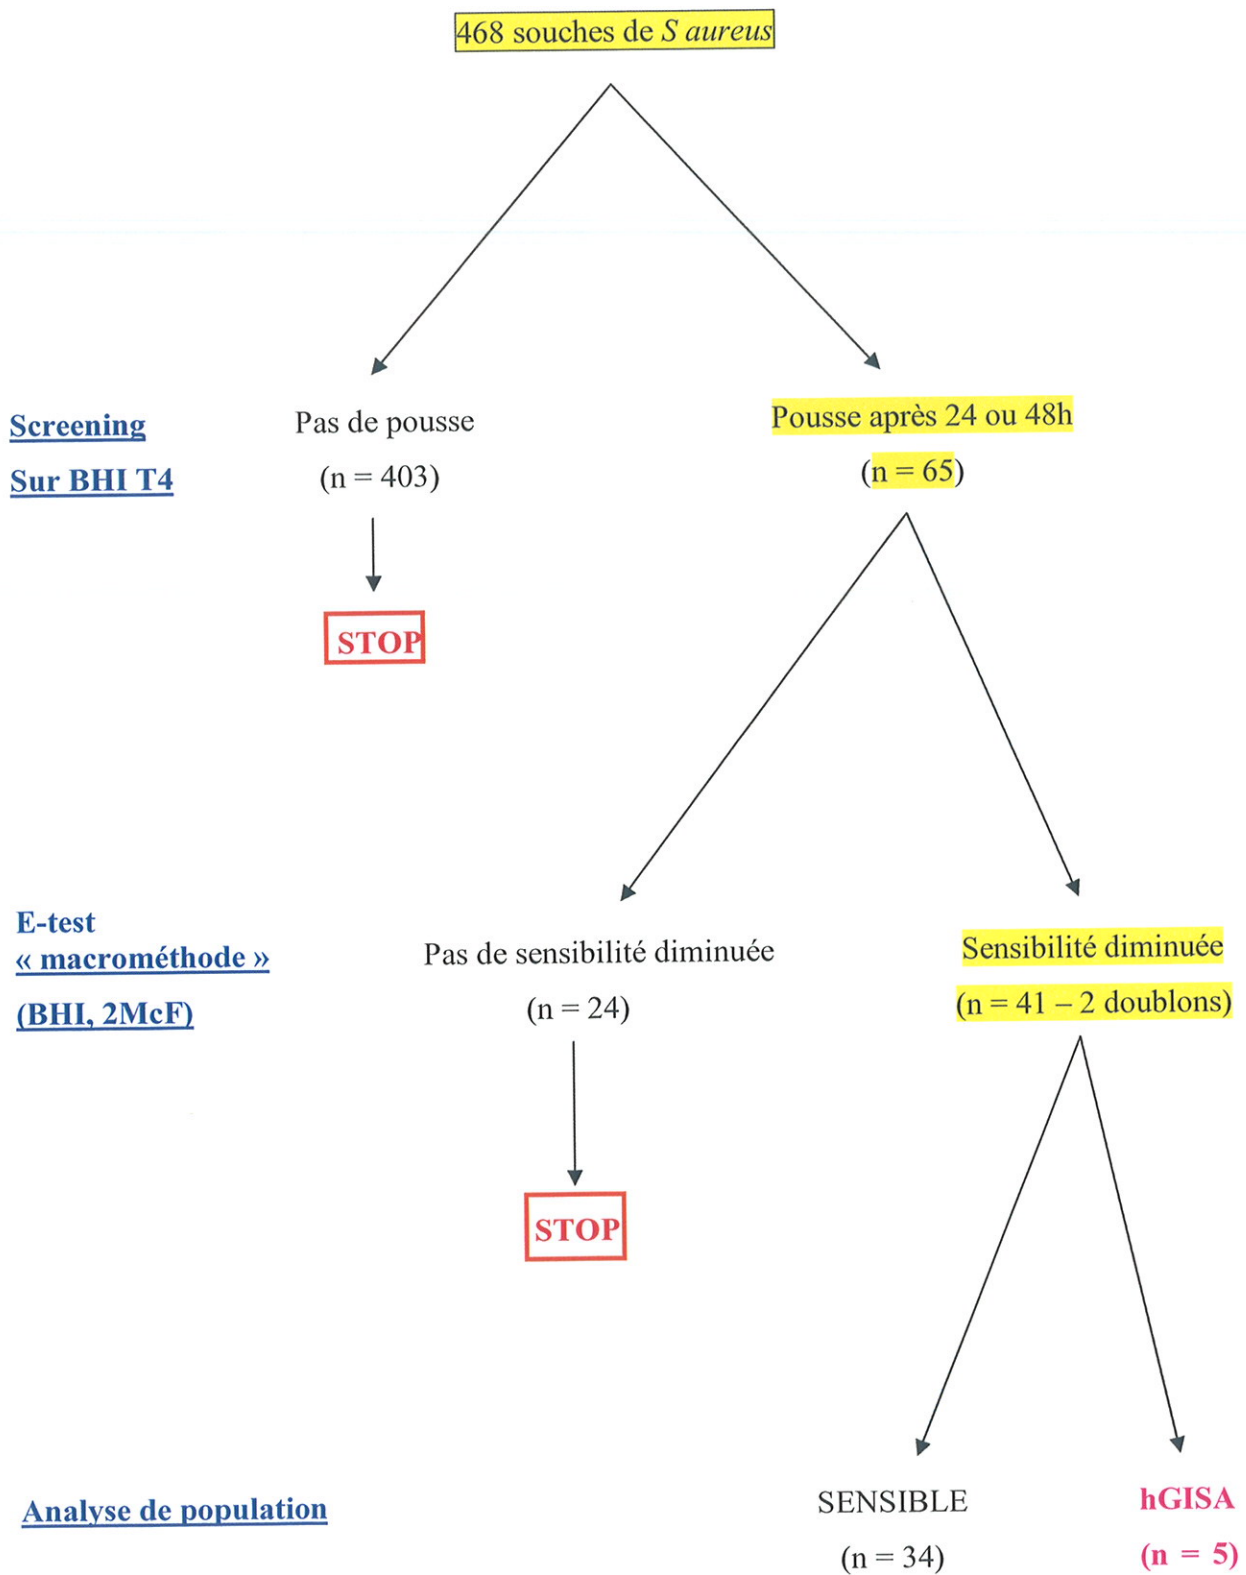 468 souches de S aureus
Screening
Sur BHI T4
Pas de pousse
(n = 403)
Pousse après 24 ou 48h
(n = 65)
STOP
E-test
« macrométhode »
(BHI, 2McF)
Pas de sensibilité diminuée
(n = 24)
Sensibilité diminuée
(n = 41 – 2 doublons)
STOP
Analyse de population
SENSIBLE
(n = 34)
hGISA
(n = 5)